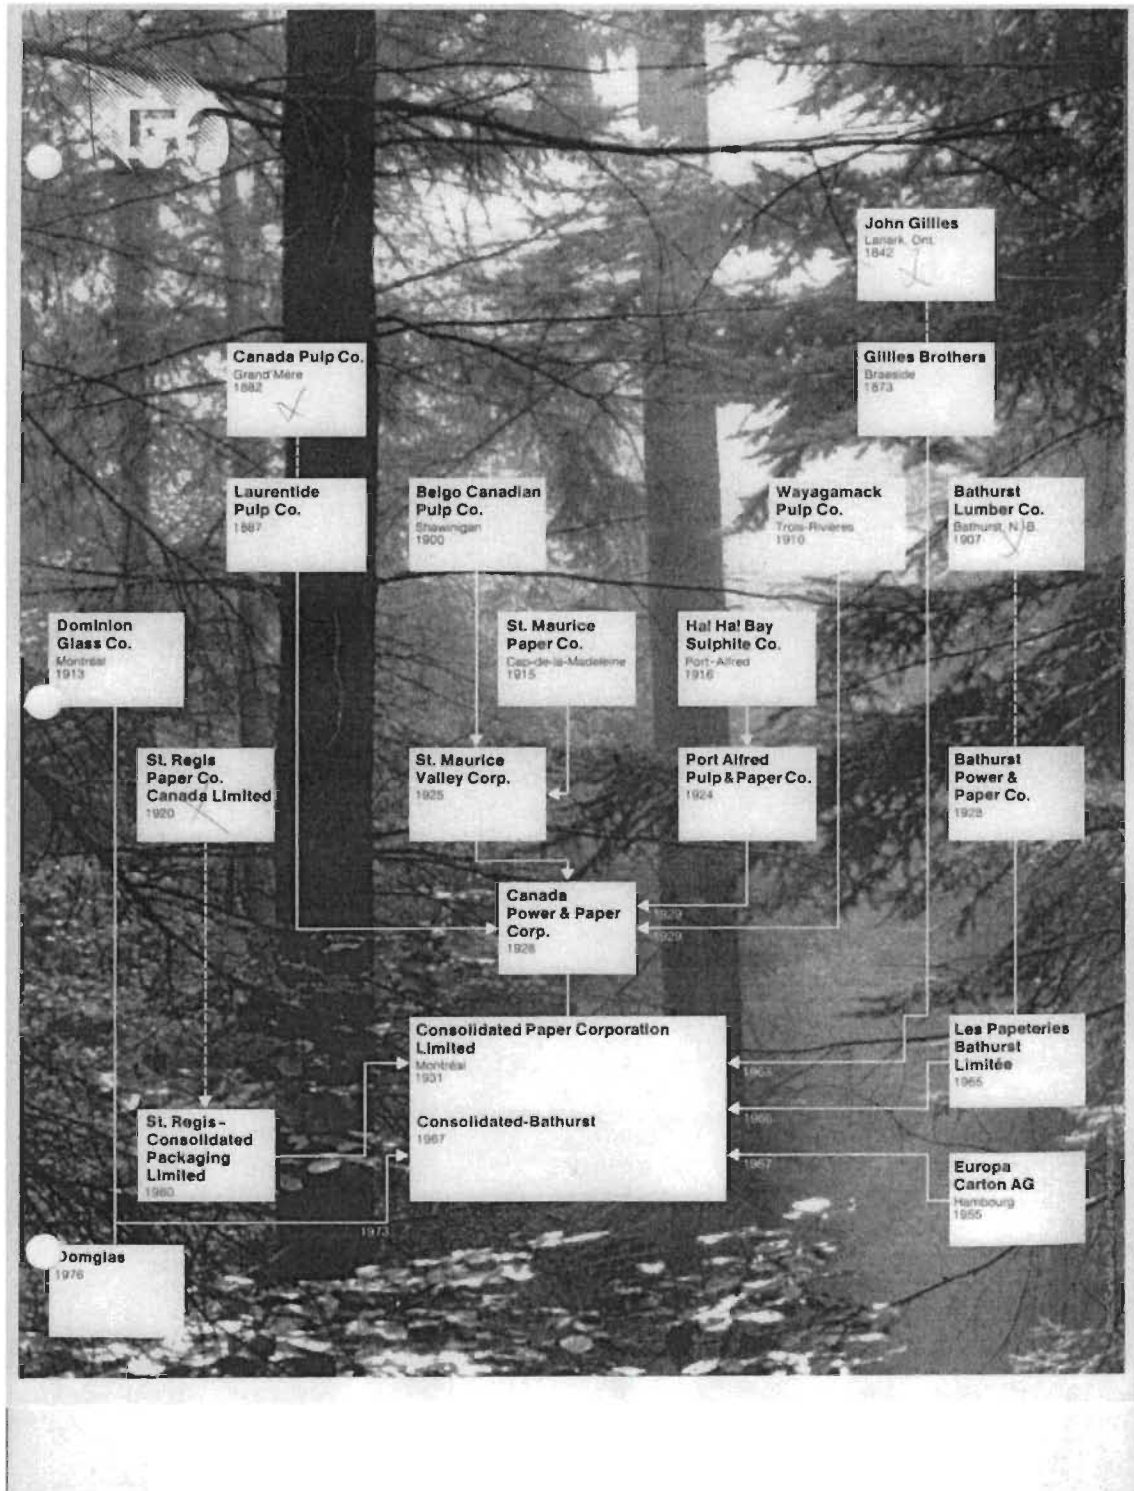 50
John Gillies
Lanark, Ont.
1842
Canada Pulp Co.
Grand'Mère
1882
Gillies Brothers
Braeside
1873
Laurentide
Pulp Co.
1887
Belgo Canadian
Pulp Co.
Shawinigan
1900
Wayagamack
Pulp Co.
Trois-Rivières
1910
Bathurst
Lumber Co.
Bathurst, N.-B.
1907
Dominion
Glass Co.
Montréal
1913
St. Maurice
Paper Co.
Cap-de-la-Madeleine
1915
Ha! Ha! Bay
Sulphite Co.
Port-Alfred
1916
St. Regis
Paper Co.
Canada Limited
1920
St. Maurice
Valley Corp.
1925
Port Alfred
Pulp & Paper Co.
1924
Bathurst
Power &
Paper Co.
1928
Canada
Power & Paper
Corp.
1928
1929
1929
Consolidated Paper Corporation
Limited
Montréal
1931
Consolidated-Bathurst
1967
1963
1966
1967
Les Papeteries
Bathurst
Limitée
1965
St. Regis-
Consolidated
Packaging
Limited
1960
Europa
Carton AG
Hambourg
1955
1973
Domglas
1976